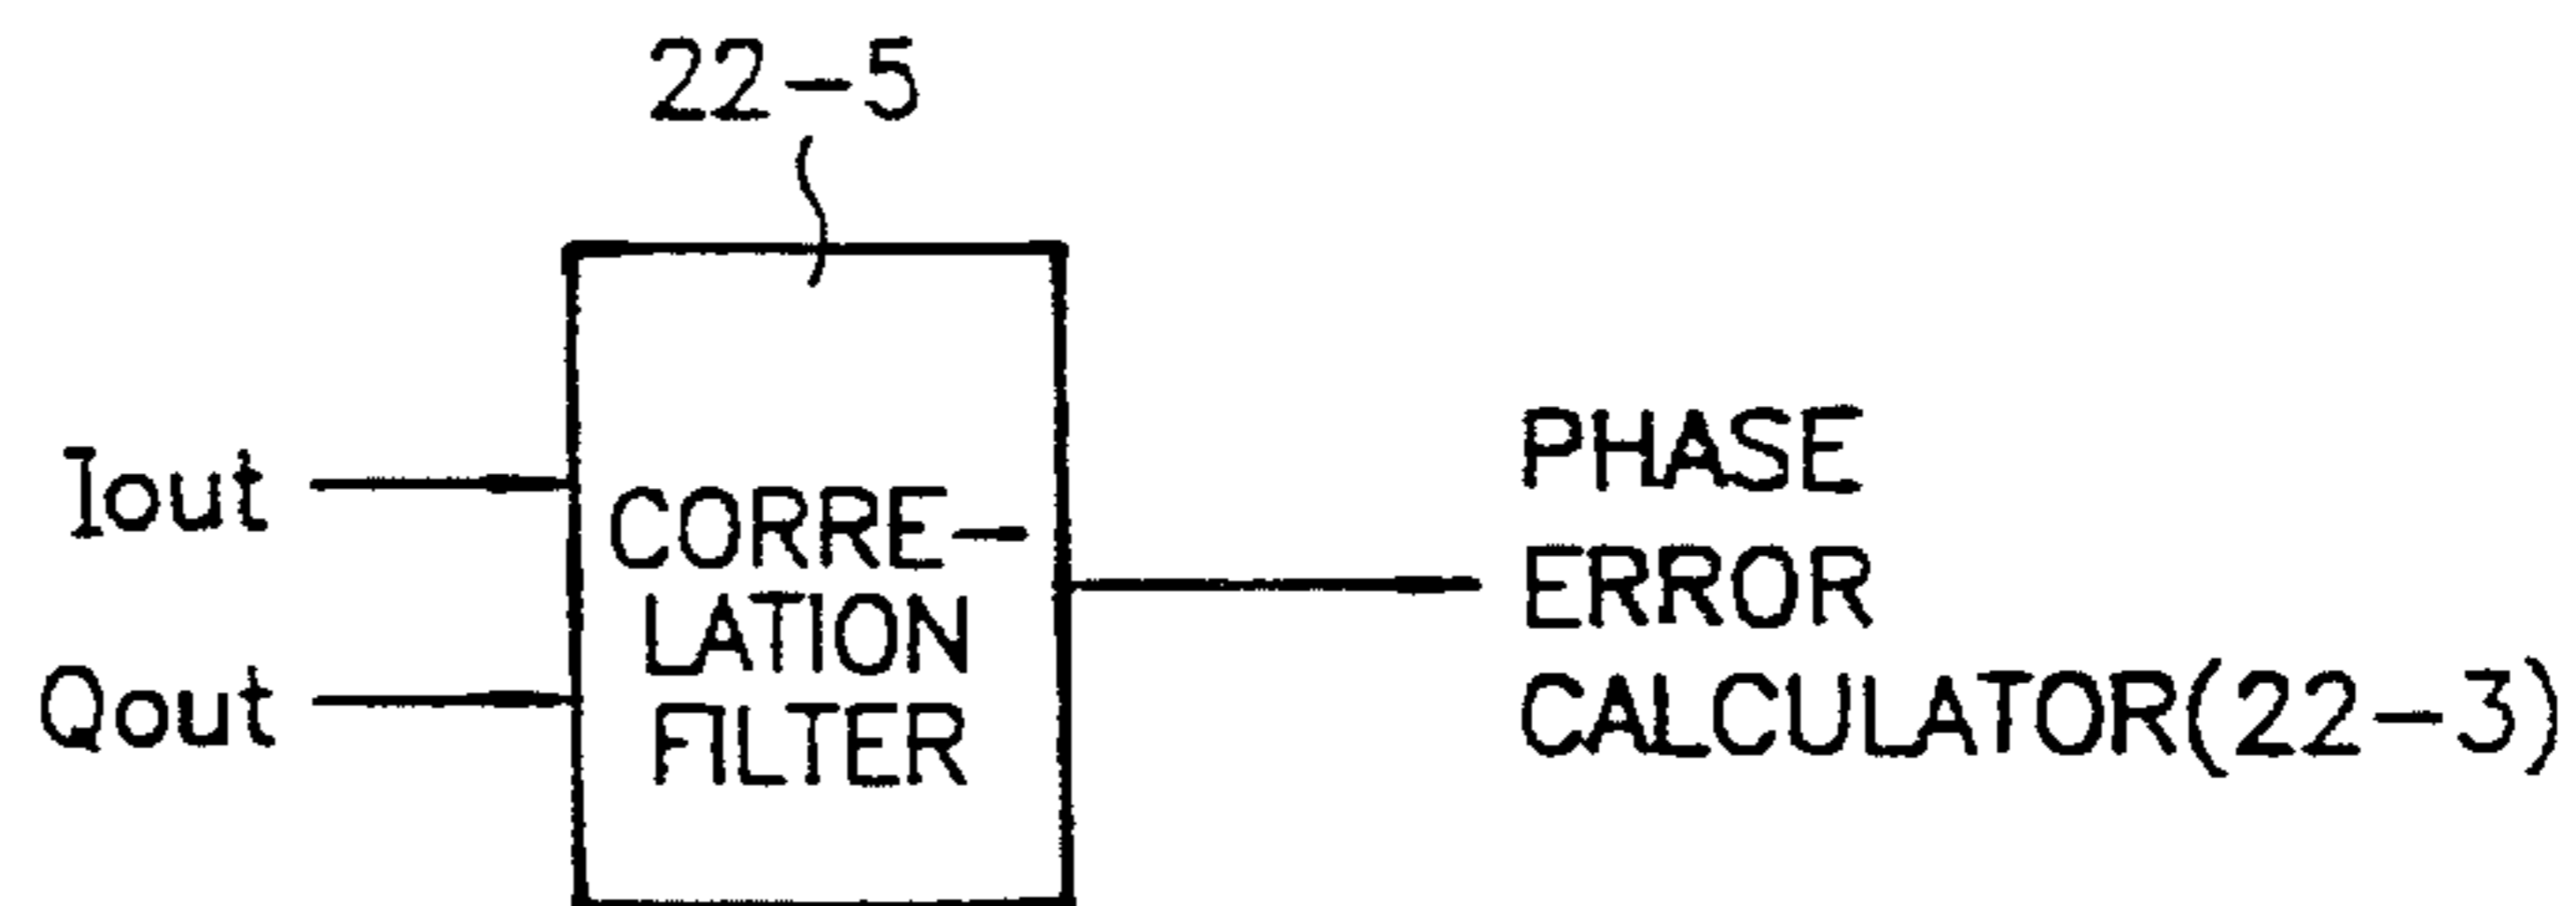 22-5
Iout
Qout
CORRE-
LATION
FILTER
PHASE
ERROR
CALCULATOR(22-3)